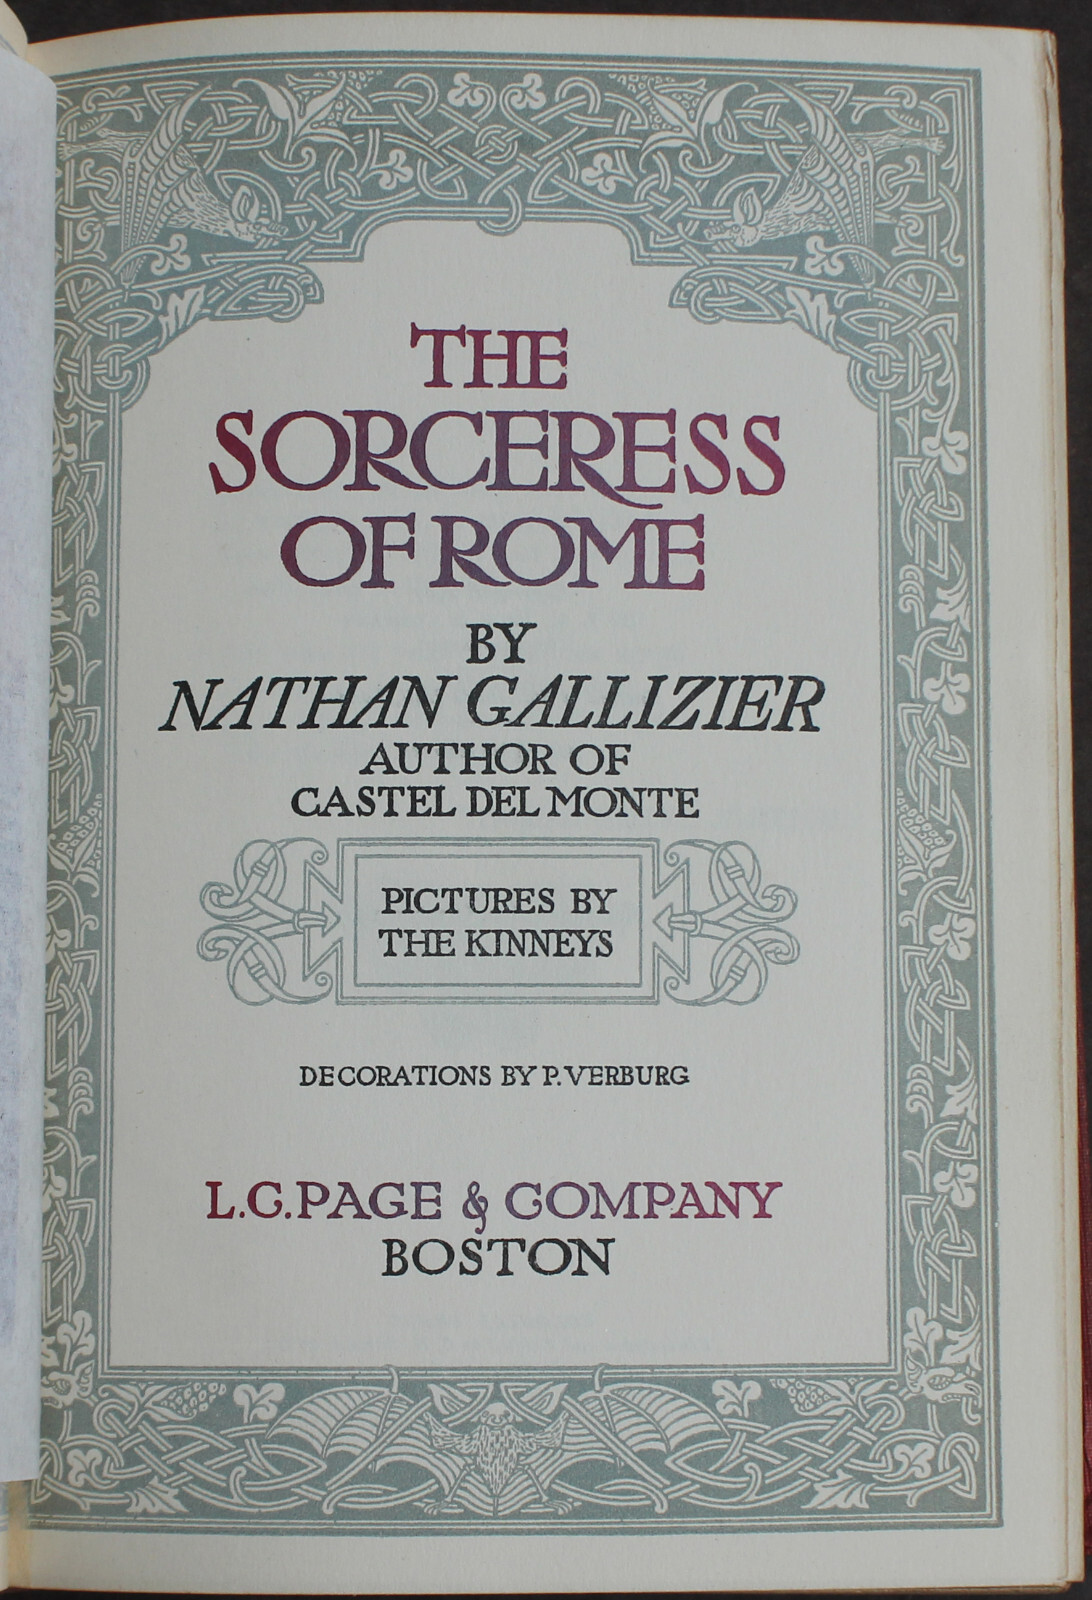 THE
SORCERESS
OF ROME
BY
NATHAN GALLIZIER
AUTHOR OF
CASTEL DEL MONTE
PICTURES BY
THE KINNEYS
DECORATIONS BY P. VERBURG
L.C. PAGE & COMPANY
BOSTON